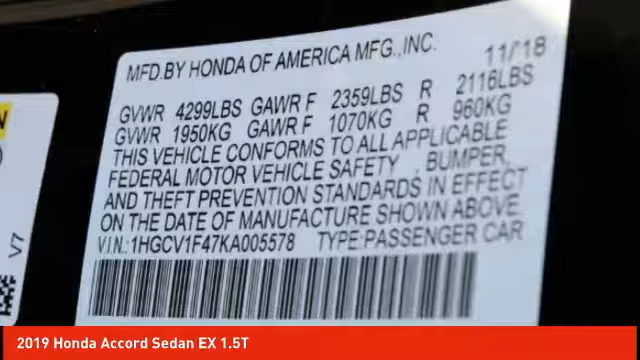 MFD.BY HONDA OF AMERICA MFG.,INC. 11/18
GVWR 4299LBS GAWR F 2359LBS R 2116LBS
GVWR 1950KG GAWR F 1070KG R 960KG
THIS VEHICLE CONFORMS TO ALL APPLICABLE
FEDERAL MOTOR VEHICLE SAFETY , BUMPER,
AND THEFT PREVENTION STANDARDS IN EFFECT
ON THE DATE OF MANUFACTURE SHOWN ABOVE.
V.I.N.:1HGCV1F47KA005578 TYPE:PASSENGER CAR
V7
2019 Honda Accord Sedan EX 1.5T